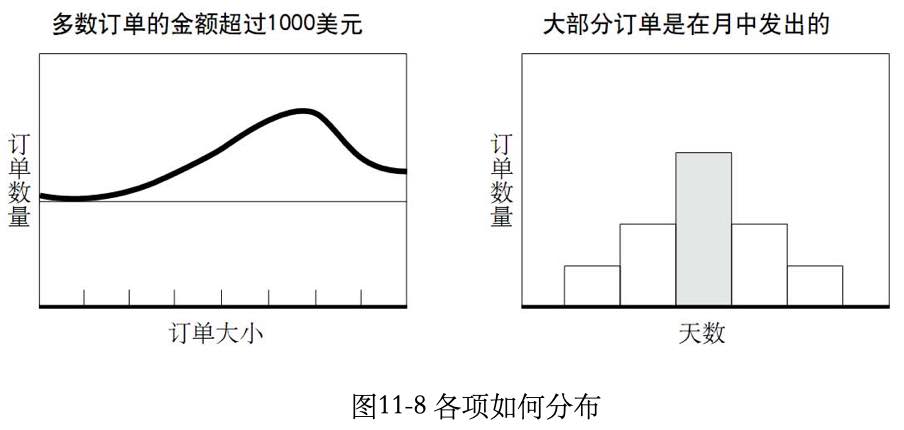 多数订单的金额超过1000美元
订单数量
订单大小
大部分订单是在月中发出的
订单数量
天数
图11-8 各项如何分布